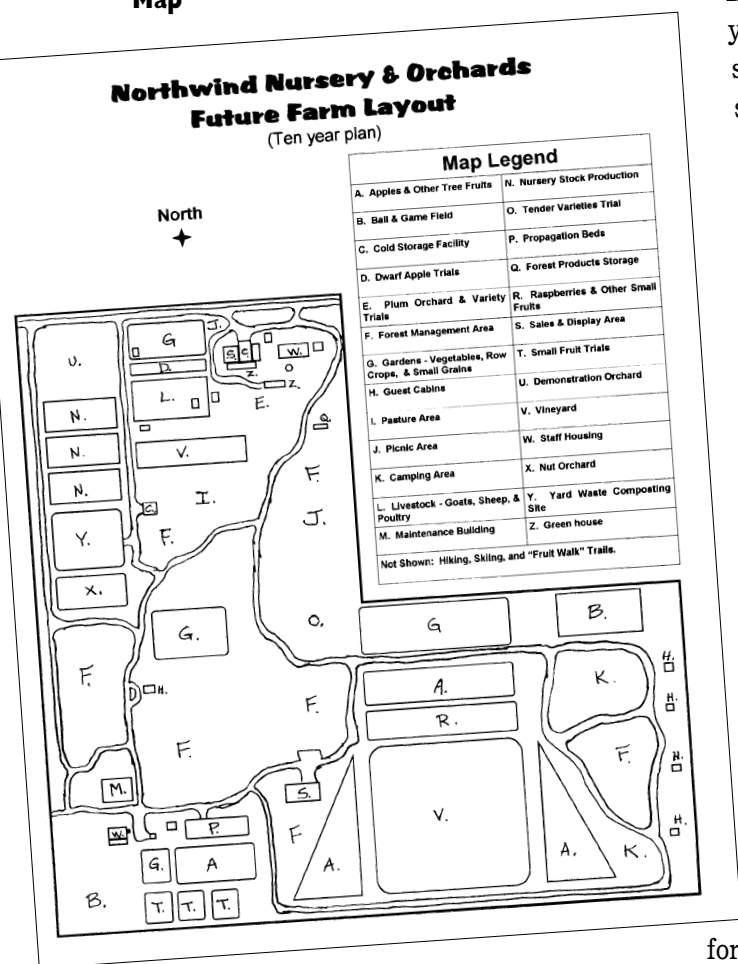 Map
y
s
s
Northwind Nursery & Orchards
Future Farm Layout
(Ten year plan)
North
Map Legend
A. Apples & Other Tree Fruits
N. Nursery Stock Production
B. Ball & Game Field
O. Tender Varieties Trial
C. Cold Storage Facility
P. Propagation Beds
D. Dwarf Apple Trials
Q. Forest Products Storage
E. Plum Orchard & Variety
Trials
R. Raspberries & Other Small
Fruits
F. Forest Management Area
S. Sales & Display Area
G. Gardens - Vegetables, Row
Crops, & Small Grains
T. Small Fruit Trials
H. Guest Cabins
U. Demonstration Orchard
I. Pasture Area
V. Vineyard
J. Picnic Area
W. Staff Housing
K. Camping Area
X. Nut Orchard
L. Livestock - Goats, Sheep, &
Poultry
Y. Yard Waste Composting
Site
M. Maintenance Building
Z. Green house
Not Shown: Hiking, Skiing, and "Fruit Walk" Trails.
J.
G
U.
S. C. W.
D.
Z. O
Z.
L.
E.
N.
Q.
N.
V.
F.
N.
I.
C.
J.
Y.
F.
X.
G.
O.
G
B.
F.
H.
A.
K.
H.
F.
R.
H.
F.
F.
H.
M.
S.
V.
H.
W.
P.
F
G.
A
A.
A.
K.
B.
T. T. T.
for